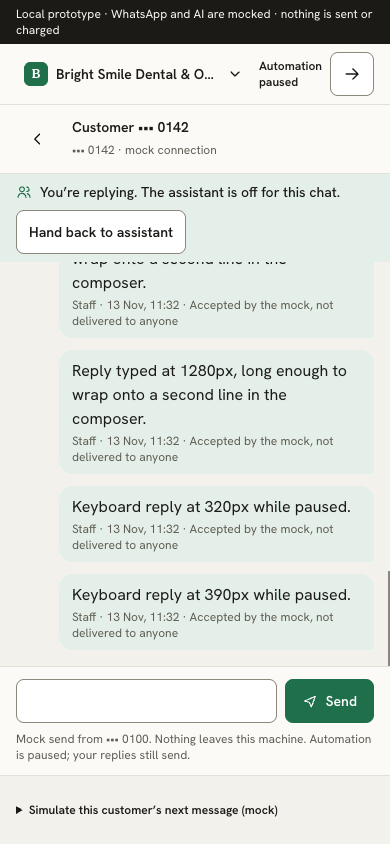 Local prototype · WhatsApp and AI are mocked · nothing is sent or
charged
B
Bright Smile Dental & O...
Automation
paused
Customer ••• 0142
••• 0142 · mock connection
You’re replying. The assistant is off for this chat.
Hand back to assistant
wrap onto a second line in the
composer.
Staff · 13 Nov, 11:32 · Accepted by the mock, not
delivered to anyone
Reply typed at 1280px, long enough to
wrap onto a second line in the
composer.
Staff · 13 Nov, 11:32 · Accepted by the mock, not
delivered to anyone
Keyboard reply at 320px while paused.
Staff · 13 Nov, 11:32 · Accepted by the mock, not
delivered to anyone
Keyboard reply at 390px while paused.
Staff · 13 Nov, 11:32 · Accepted by the mock, not
delivered to anyone
Send
Mock send from ••• 0100. Nothing leaves this machine. Automation
is paused; your replies still send.
Simulate this customer’s next message (mock)